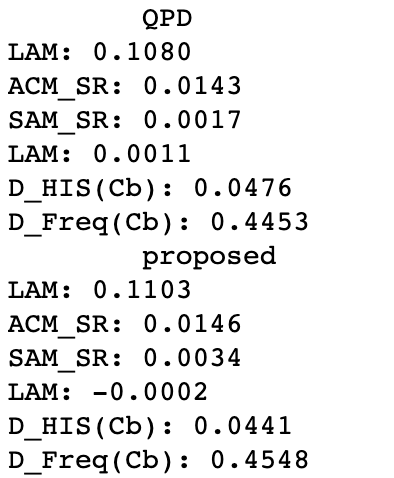 QPD
LAM: 0.1080
ACM_SR: 0.0143
SAM_SR: 0.0017
LAM: 0.0011
D_HIS(Cb): 0.0476
D_Freq(Cb): 0.4453
proposed
LAM: 0.1103
ACM_SR: 0.0146
SAM_SR: 0.0034
LAM: -0.0002
D_HIS(Cb): 0.0441
D_Freq(Cb): 0.4548